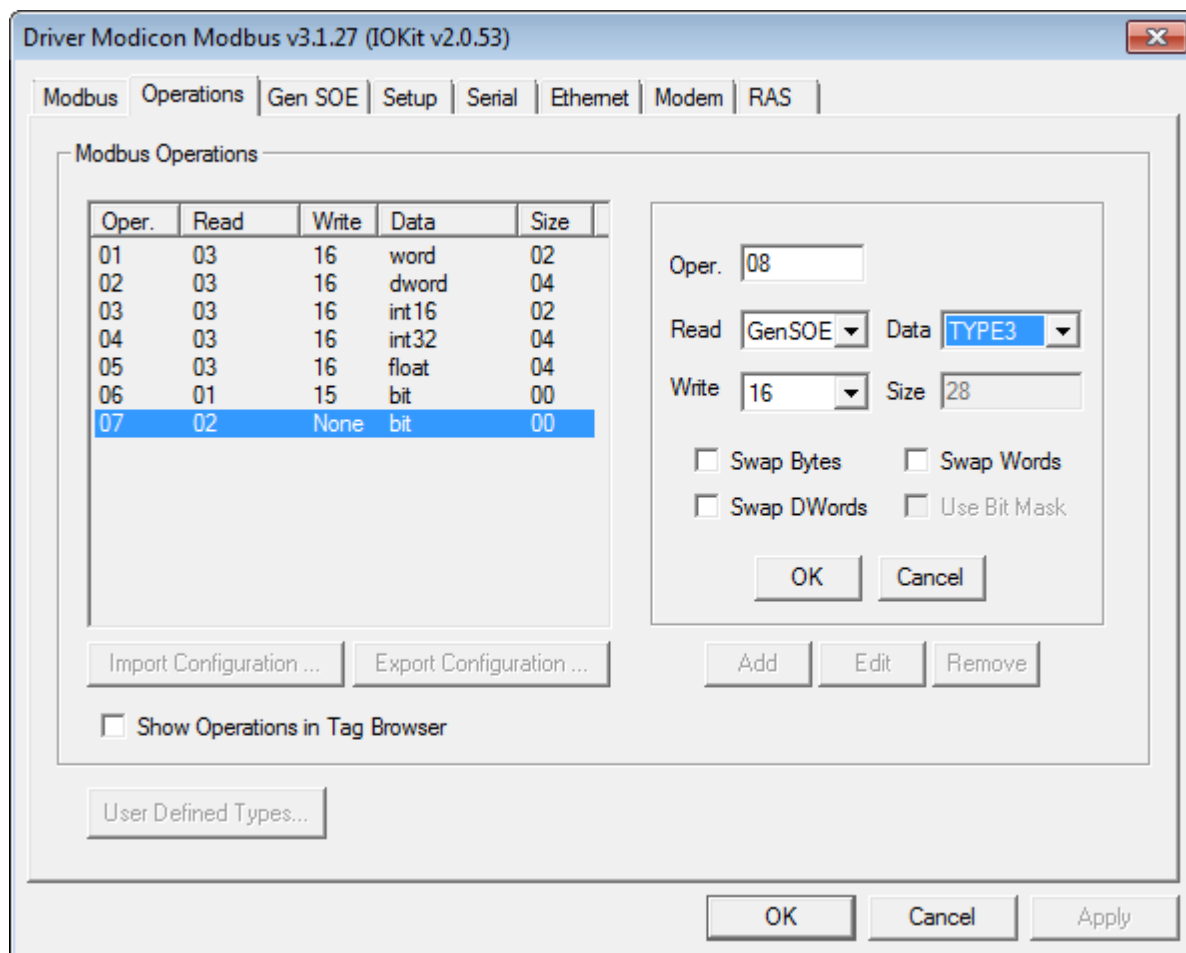 Driver Modicon Modbus v3.1.27 (IOKit v2.0.53)
Modbus Operations Gen SOE Setup Serial Ethernet Modem RAS
Modbus Operations
Oper. Read Write Data Size
01 03 16 word 02
02 03 16 dword 04
03 03 16 int16 02
04 03 16 int32 04
05 03 16 float 04
06 01 15 bit 00
07 02 None bit 00
Oper. 08
Read GenSOE Data TYPE3
Write 16 Size 28
Swap Bytes Swap Words
Swap DWords Use Bit Mask
OK Cancel
Import Configuration ... Export Configuration ... Add Edit Remove
Show Operations in Tag Browser
User Defined Types...
OK Cancel Apply